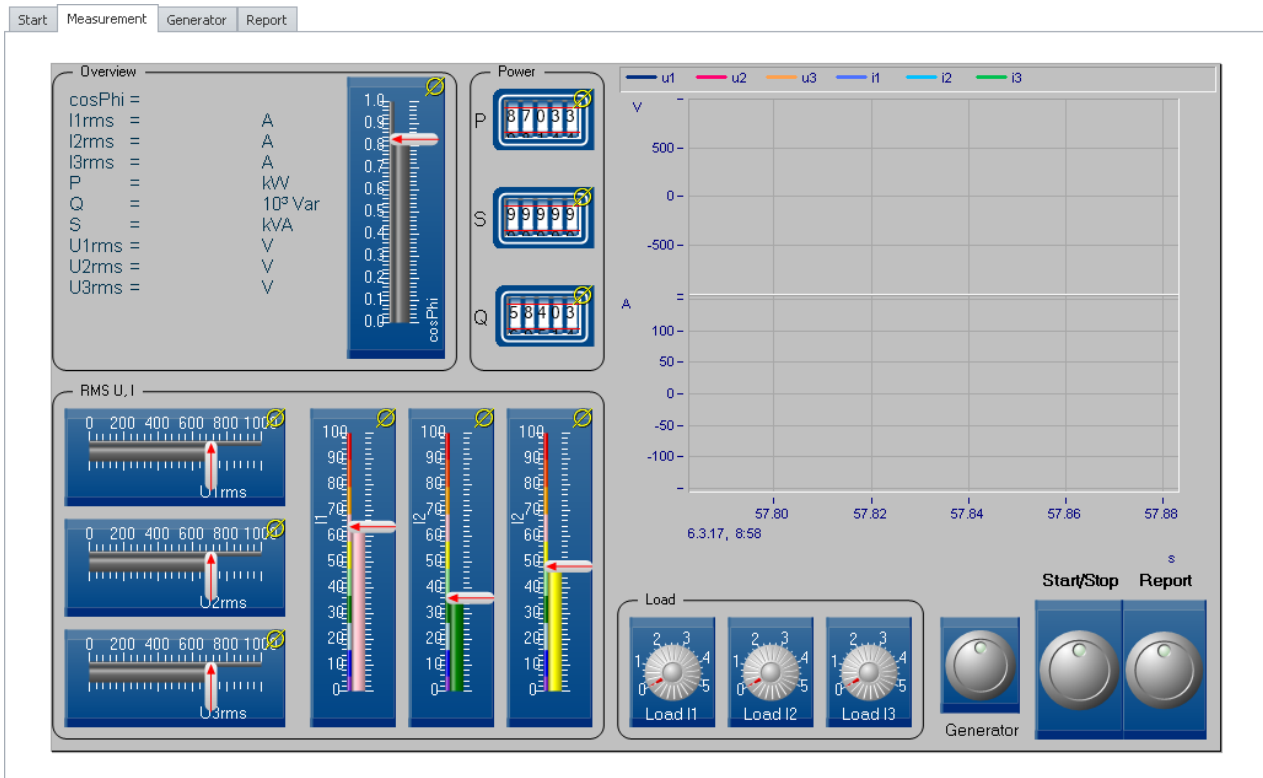 Start Measurement Generator Report
Overview
cosPhi =
I1rms = A
I2rms = A
I3rms = A
P = kW
Q = 10³ Var
S = kVA
U1rms = V
U2rms = V
U3rms = V
1.0
0.9
0.8
0.7
0.6
0.5
0.4
0.3
0.2
0.1
0.0
cosPhi
Power
P 87033
S 99999
Q 58403
u1 u2 u3 i1 i2 i3
V
500
0
-500
A
100
50
0
-50
-100
57.80 57.82 57.84 57.86 57.88
6.3.17, 8:58
s
RMS U, I
0 200 400 600 800 1000
U1rms
0 200 400 600 800 1000
U2rms
0 200 400 600 800 1000
U3rms
100
90
80
70
60
50
40
30
20
10
0
I1
100
90
80
70
60
50
40
30
20
10
0
I2
100
90
80
70
60
50
40
30
20
10
0
I2
Load
0 1 2 3 4 5
Load I1
0 1 2 3 4 5
Load I2
0 1 2 3 4 5
Load I3
Generator
Start/Stop Report